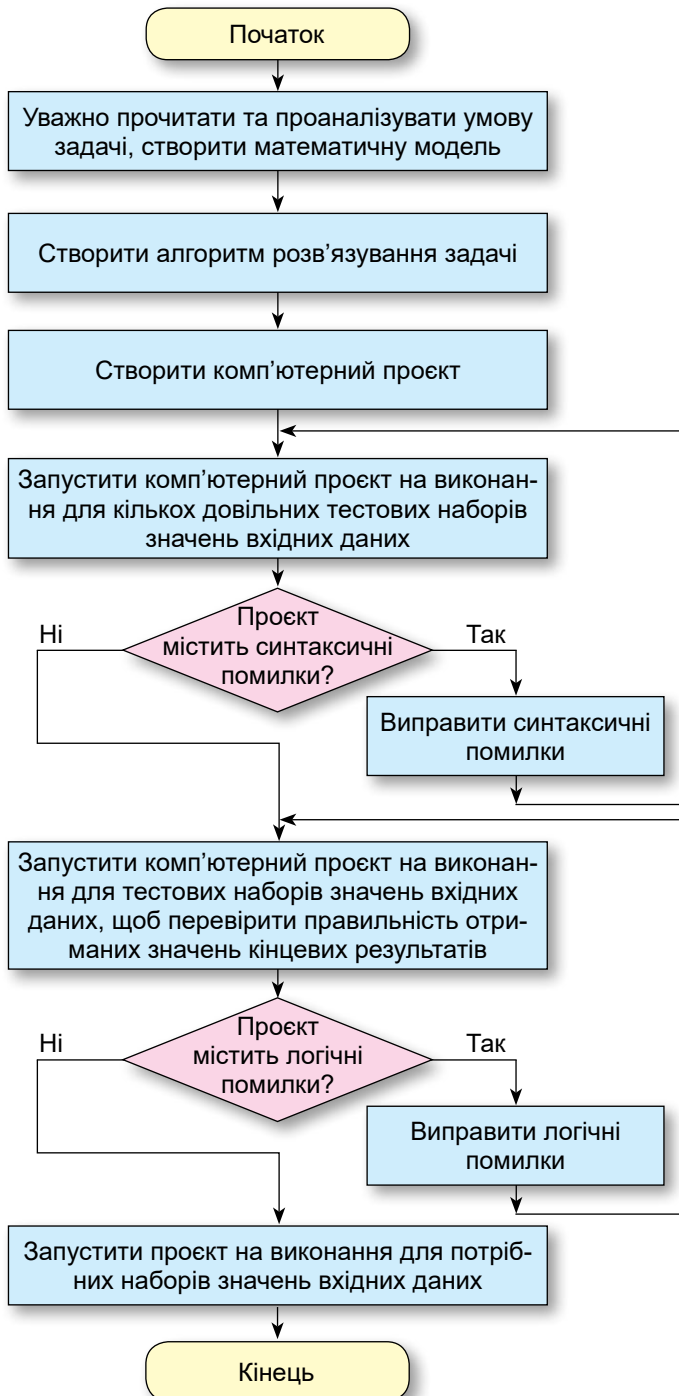 Початок
Уважно прочитати та проаналізувати умову
задачі, створити математичну модель
Створити алгоритм розв’язування задачі
Створити комп’ютерний проєкт
Запустити комп’ютерний проєкт на виконан-
ня для кількох довільних тестових наборів
значень вхідних даних
Проєкт
містить синтаксичні
помилки?
Ні
Так
Виправити синтаксичні
помилки
Запустити комп’ютерний проєкт на виконан-
ня для тестових наборів значень вхідних
даних, щоб перевірити правильність отри-
маних значень кінцевих результатів
Проєкт
містить логічні
помилки?
Ні
Так
Виправити логічні
помилки
Запустити проєкт на виконання для потріб-
них наборів значень вхідних даних
Кінець